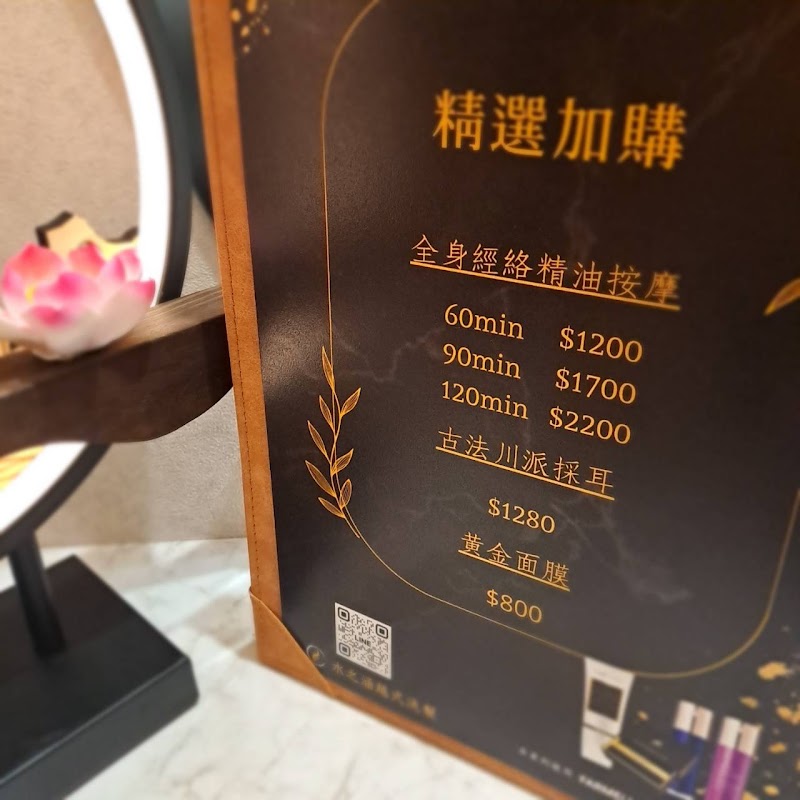 精選加購
全身經絡精油按摩
60min $1200
90min $1700
120min $2200
古法川派採耳
$1280
黃金面膜
$800
LINE